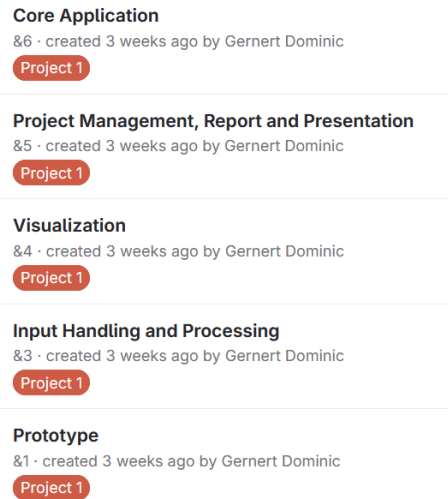 Core Application
&6 · created 3 weeks ago by Gernert Dominic
Project 1
Project Management, Report and Presentation
&5 · created 3 weeks ago by Gernert Dominic
Project 1
Visualization
&4 · created 3 weeks ago by Gernert Dominic
Project 1
Input Handling and Processing
&3 · created 3 weeks ago by Gernert Dominic
Project 1
Prototype
&1 · created 3 weeks ago by Gernert Dominic
Project 1